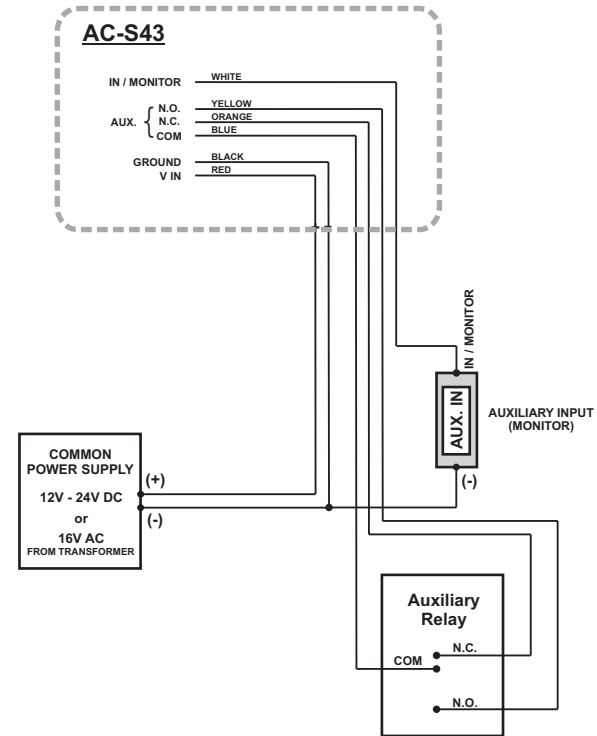 AC-S43
IN / MONITOR WHITE
AUX. { N.O. YELLOW
N.C. ORANGE
COM BLUE
GROUND BLACK
V IN RED
IN / MONITOR
AUX. IN
AUXILIARY INPUT
(MONITOR)
(-)
COMMON
POWER SUPPLY
12V - 24V DC
or
16V AC
FROM TRANSFORMER
(+)
(-)
Auxiliary
Relay
N.C.
COM
N.O.